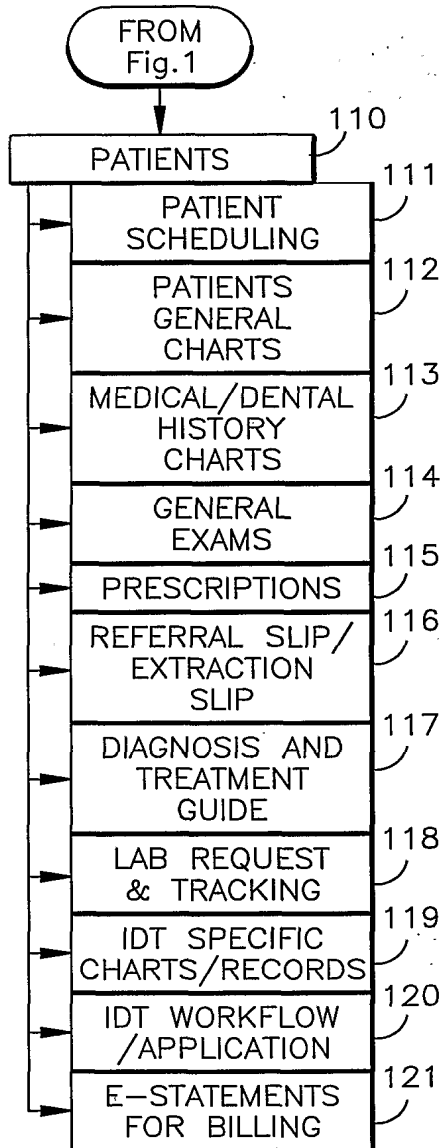 FROM
Fig.1
110
PATIENTS
111
PATIENT
SCHEDULING
112
PATIENTS
GENERAL
CHARTS
113
MEDICAL/DENTAL
HISTORY
CHARTS
114
GENERAL
EXAMS
115
PRESCRIPTIONS
116
REFERRAL SLIP/
EXTRACTION
SLIP
117
DIAGNOSIS AND
TREATMENT
GUIDE
118
LAB REQUEST
& TRACKING
119
IDT SPECIFIC
CHARTS/RECORDS
120
IDT WORKFLOW
/APPLICATION
121
E-STATEMENTS
FOR BILLING